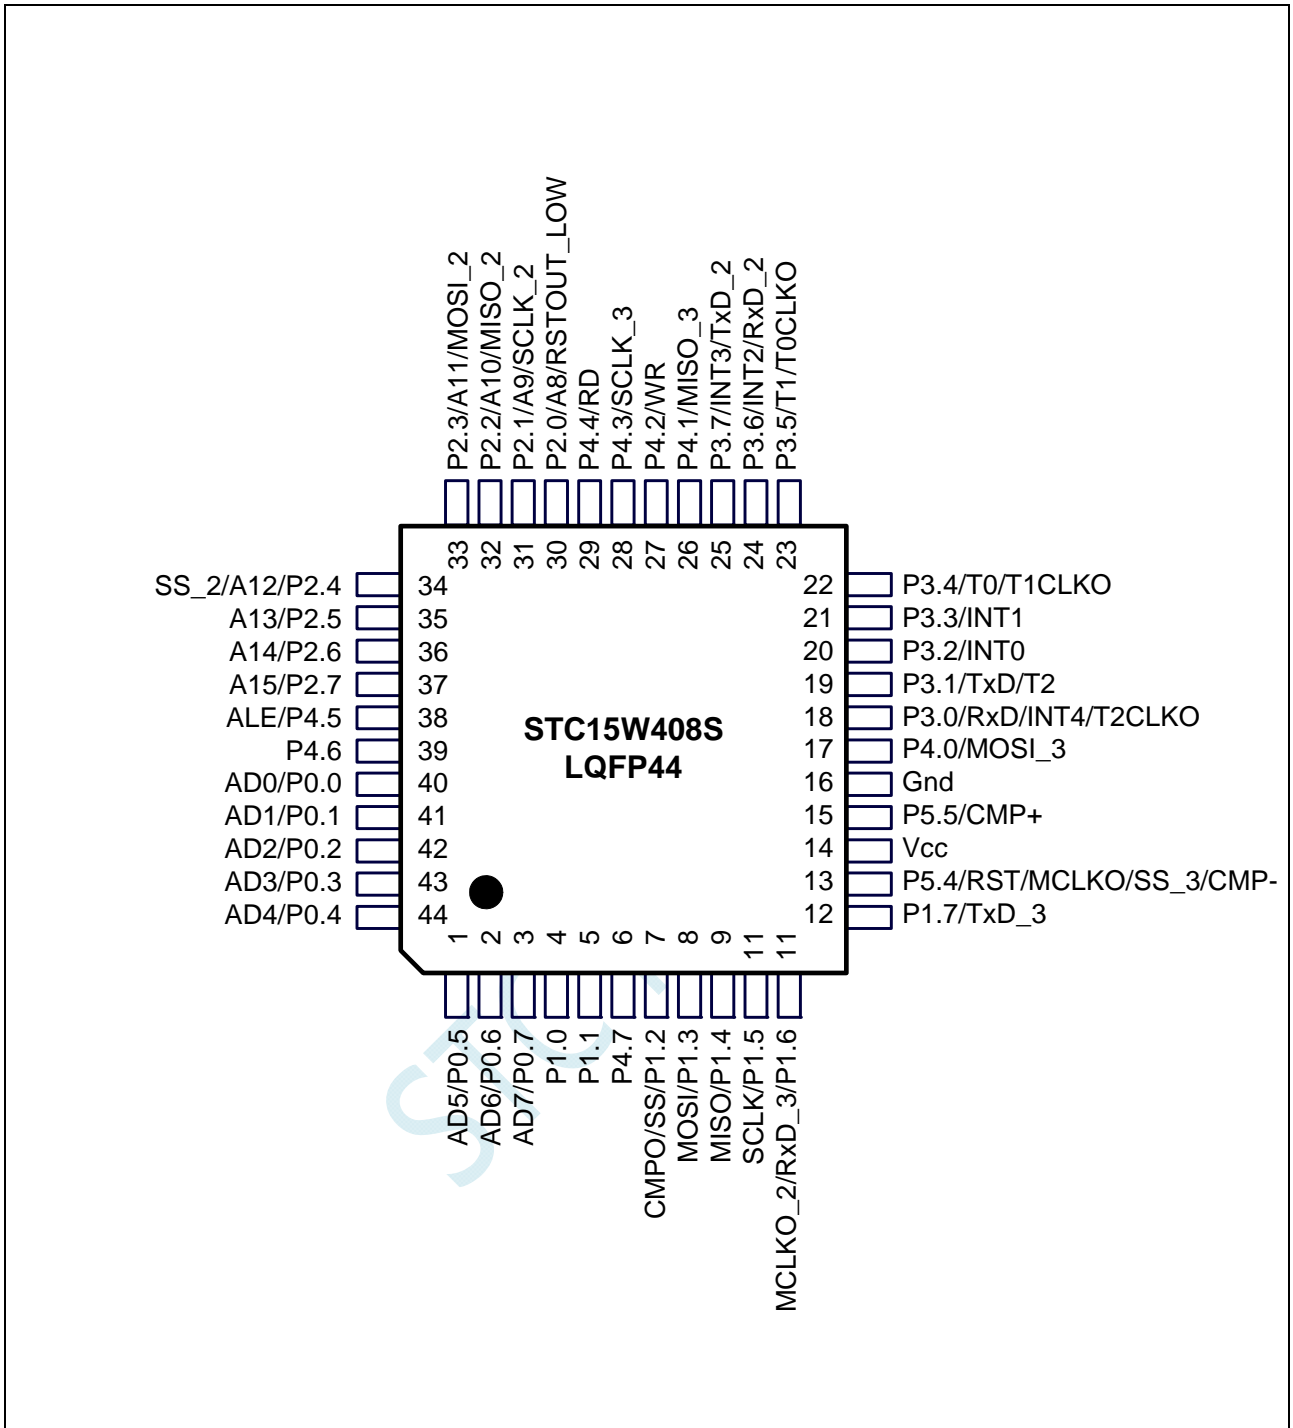 P2.3/A11/MOSI_2
P2.2/A10/MISO_2
P2.1/A9/SCLK_2
P2.0/A8/RSTOUT_LOW
P4.4/RD
P4.3/SCLK_3
P4.2/WR
P4.1/MISO_3
P3.7/INT3/TxD_2
P3.6/INT2/RxD_2
P3.5/T1/T0CLKO
33
32
31
30
29
28
27
26
25
24
23
SS_2/A12/P2.4 34
A13/P2.5 35
A14/P2.6 36
A15/P2.7 37
ALE/P4.5 38
P4.6 39
AD0/P0.0 40
AD1/P0.1 41
AD2/P0.2 42
AD3/P0.3 43
AD4/P0.4 44
STC15W408S
LQFP44
22 P3.4/T0/T1CLKO
21 P3.3/INT1
20 P3.2/INT0
19 P3.1/TxD/T2
18 P3.0/RxD/INT4/T2CLKO
17 P4.0/MOSI_3
16 Gnd
15 P5.5/CMP+
14 Vcc
13 P5.4/RST/MCLKO/SS_3/CMP-
12 P1.7/TxD_3
1
2
3
4
5
6
7
8
9
11
11
AD5/P0.5
AD6/P0.6
AD7/P0.7
P1.0
P1.1
P4.7
CMPO/SS/P1.2
MOSI/P1.3
MISO/P1.4
SCLK/P1.5
MCLKO_2/RxD_3/P1.6